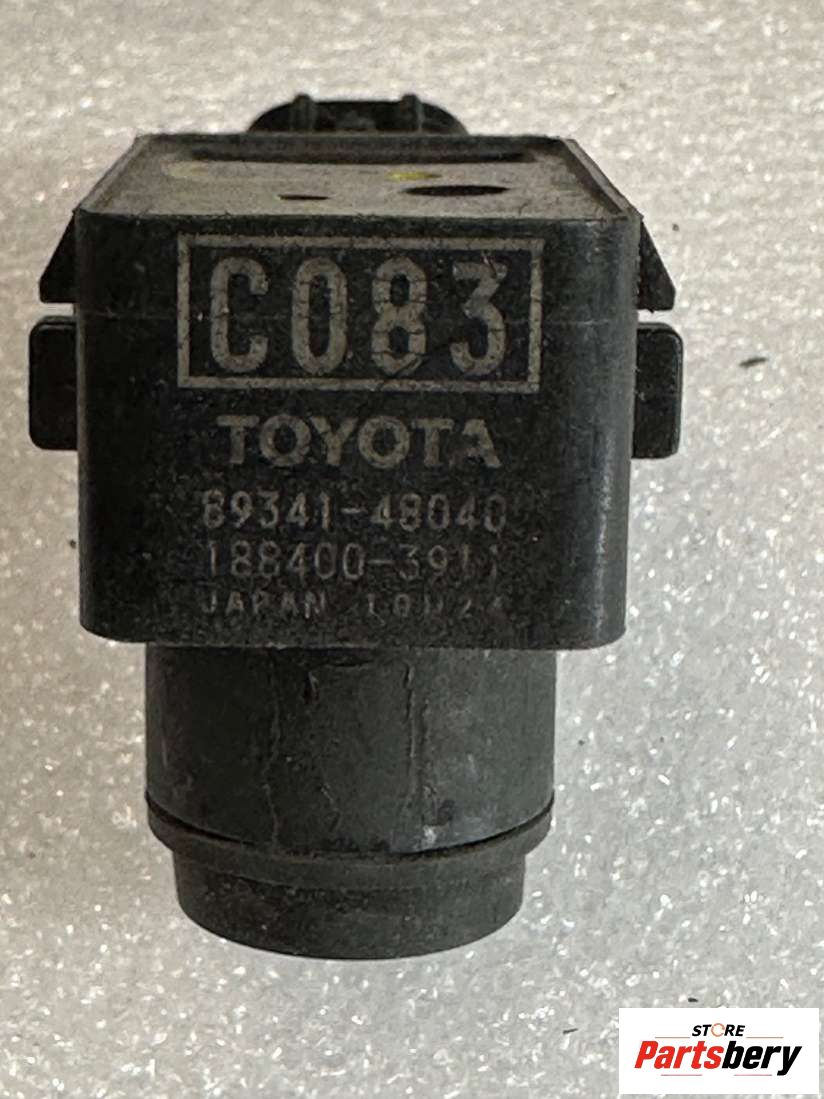 C083
TOYOTA
89341-48040
188400-3911
JAPAN
STORE
Partsbery